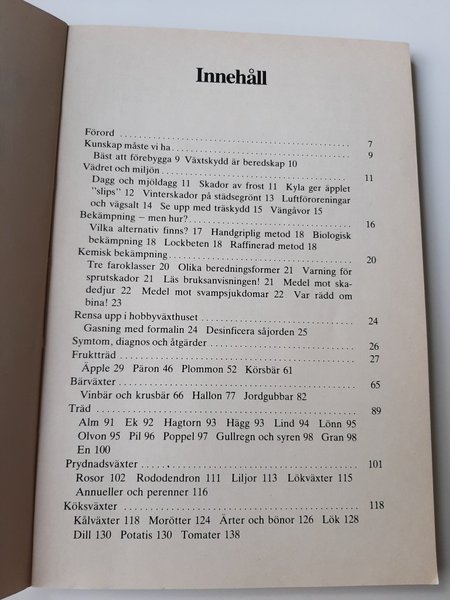 Innehåll
Förord 7
Kunskap måste vi ha 9
Bäst att förebygga 9 Växtskydd är beredskap 10
Vädret och miljön 11
Dagg och mjöldagg 11 Skador av frost 11 Kyla ger äpplet
"slips" 12 Vinterskador på städsegrönt 13 Luftföroreningar
och vägsalt 14 Se upp med träskydd 15 Vängåvor 15
Bekämpning – men hur? 16
Vilka alternativ finns? 17 Handgriplig metod 18 Biologisk
bekämpning 18 Lockbeten 18 Raffinerad metod 18
Kemisk bekämpning 20
Tre faroklasser 20 Olika beredningsformer 21 Varning för
sprutskador 21 Läs bruksanvisningen! 21 Medel mot ska-
dedjur 22 Medel mot svampsjukdomar 22 Var rädd om
bina! 23
Rensa upp i hobbyväxthuset 24
Gasning med formalin 24 Desinficera såjorden 25
Symtom, diagnos och åtgärder 26
Fruktträd 27
Äpple 29 Päron 46 Plommon 52 Körsbär 61
Bärväxter 65
Vinbär och krusbär 66 Hallon 77 Jordgubbar 82
Träd 89
Alm 91 Ek 92 Hagtorn 93 Hägg 93 Lind 94 Lönn 95
Olvon 95 Pil 96 Poppel 97 Gullregn och syren 98 Gran 98
En 100
Prydnadsväxter 101
Rosor 102 Rododendron 111 Liljor 113 Lökväxter 115
Annueller och perenner 116
Köksväxter 118
Kålväxter 118 Morötter 124 Ärter och bönor 126 Lök 128
Dill 130 Potatis 130 Tomater 138